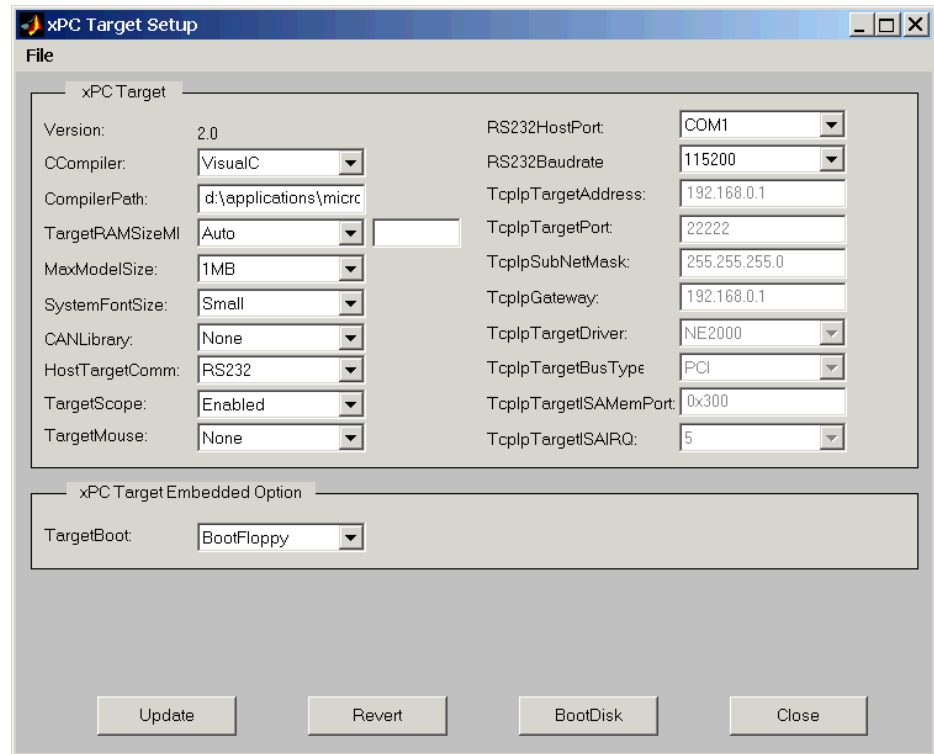 xPC Target Setup
File
xPC Target
Version: 2.0
CCompiler: VisualC
CompilerPath: d:\applications\micro
TargetRAMSizeMI Auto
MaxModelSize: 1MB
SystemFontSize: Small
CANLibrary: None
HostTargetComm: RS232
TargetScope: Enabled
TargetMouse: None
RS232HostPort: COM1
RS232Baudrate 115200
TcpIpTargetAddress: 192.168.0.1
TcpIpTargetPort: 22222
TcpIpSubNetMask: 255.255.255.0
TcpIpGateway: 192.168.0.1
TcpIpTargetDriver: NE2000
TcpIpTargetBusType PCI
TcpIpTargetISAMemPort: 0x300
TcpIpTargetISAIRQ: 5
xPC Target Embedded Option
TargetBoot: BootFloppy
Update Revert BootDisk Close